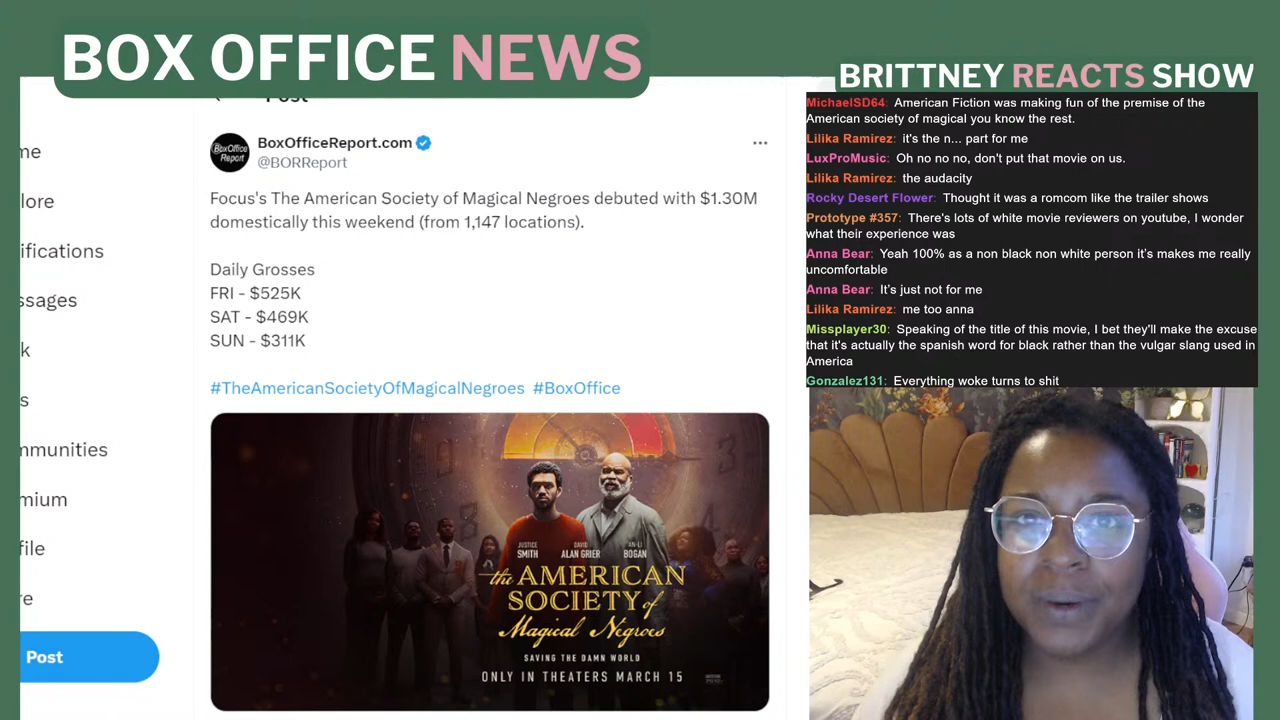 BOX OFFICE NEWS
Post
me
lore
ifications
ssages
k
s
mmunities
mium
file
re
Post
BoxOfficeReport.com
@BORReport
Focus's The American Society of Magical Negroes debuted with $1.30M
domestically this weekend (from 1,147 locations).
Daily Grosses
FRI - $525K
SAT - $469K
SUN - $311K
#TheAmericanSocietyOfMagicalNegroes #BoxOffice
BoxOffice
Report
JUSTICE
SMITH
DAVID
ALAN GRIER
AN-LI
BOGAN
the AMERICAN
SOCIETY of
Magical Negroes
SAVING THE DAMN WORLD
ONLY IN THEATERS MARCH 15
BRITTNEY REACTS SHOW
MichaelSD64: American Fiction was making fun of the premise of the
American society of magical you know the rest.
Lilika Ramirez: it's the n... part for me
LuxProMusic: Oh no no no, don't put that movie on us.
Lilika Ramirez: the audacity
Rocky Desert Flower: Thought it was a romcom like the trailer shows
Prototype #357: There's lots of white movie reviewers on youtube, I wonder
what their experience was
Anna Bear: Yeah 100% as a non black non white person it's makes me really
uncomfortable
Anna Bear: It's just not for me
Lilika Ramirez: me too anna
Missplayer30: Speaking of the title of this movie, I bet they'll make the excuse
that it's actually the spanish word for black rather than the vulgar slang used in
America
Gonzalez131: Everything woke turns to shit